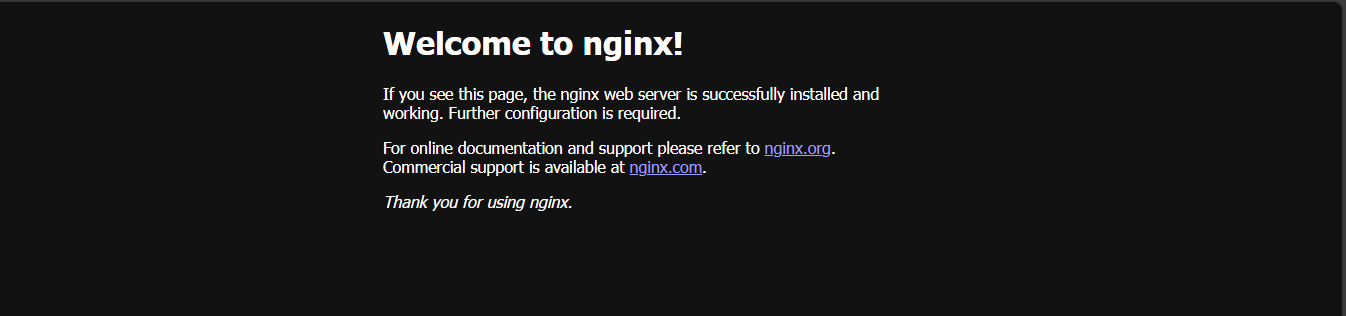 Welcome to nginx!
If you see this page, the nginx web server is successfully installed and
working. Further configuration is required.
For online documentation and support please refer to nginx.org.
Commercial support is available at nginx.com.
Thank you for using nginx.